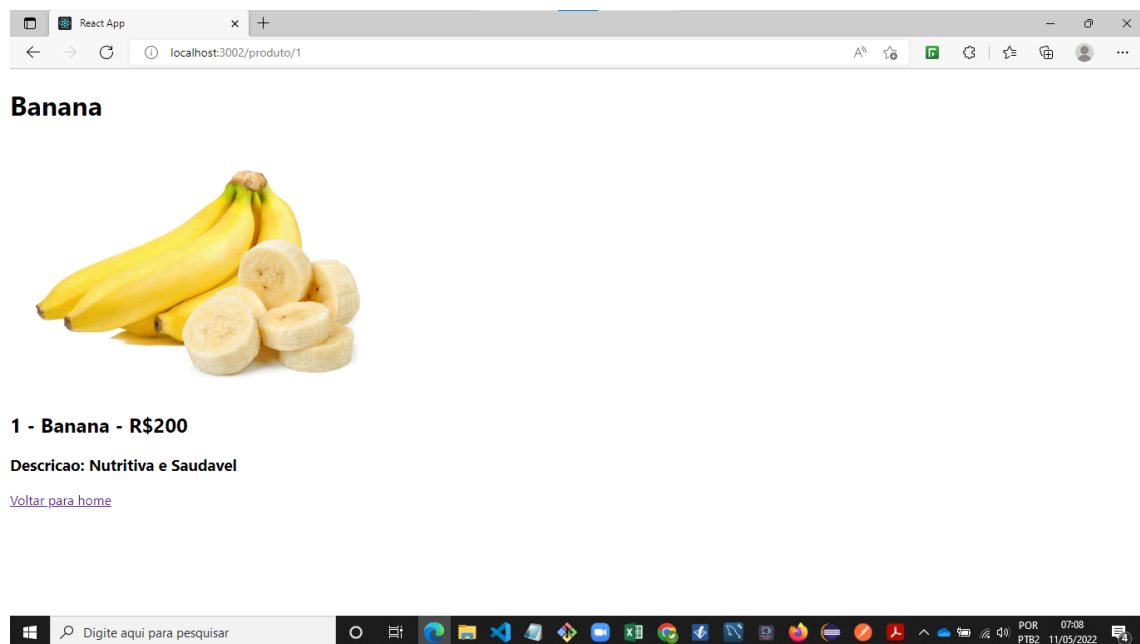 React App
localhost:3002/produto/1
Banana
1 - Banana - R$200
Descricao: Nutritiva e Saudavel
Voltar para home
Digite aqui para pesquisar
POR
PTB2
07:08
11/05/2022
4